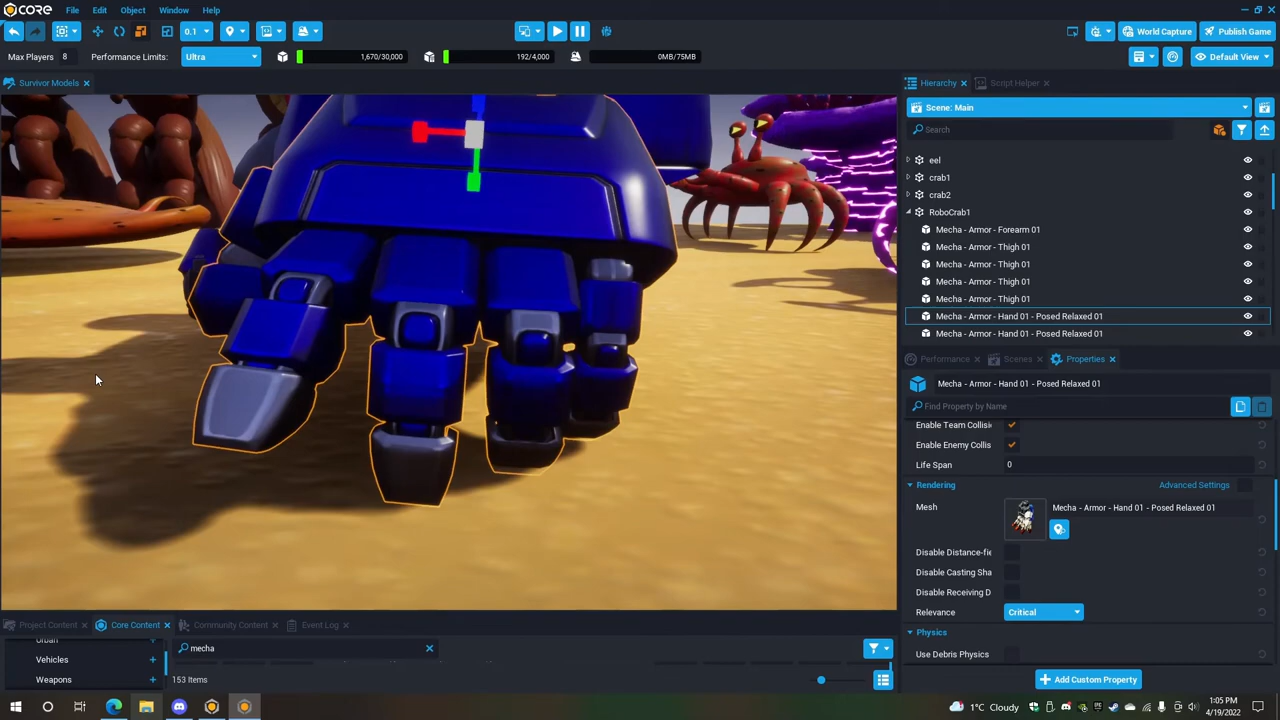 CORE File Edit Object Window Help
0.1 World Capture Publish Game
Max Players 8 Performance Limits: Ultra 1,670/30,000 192/4,000 0MB/75MB Default View
Survivor Models
Hierarchy Script Helper
Scene: Main
Search
eel
crab1
crab2
RoboCrab1
Mecha - Armor - Forearm 01
Mecha - Armor - Thigh 01
Mecha - Armor - Thigh 01
Mecha - Armor - Thigh 01
Mecha - Armor - Thigh 01
Mecha - Armor - Hand 01 - Posed Relaxed 01
Mecha - Armor - Hand 01 - Posed Relaxed 01
Performance Scenes Properties
Mecha - Armor - Hand 01 - Posed Relaxed 01
Find Property by Name
Enable Team Collisi
Enable Enemy Collis
Life Span 0
Rendering Advanced Settings
Mesh Mecha - Armor - Hand 01 - Posed Relaxed 01
Disable Distance-fie
Disable Casting Sha
Disable Receiving D
Relevance Critical
Physics
Use Debris Physics
Add Custom Property
Project Content Core Content Community Content Event Log
Urban
Vehicles
Weapons
mecha
153 Items
1°C Cloudy 1:05 PM
4/19/2022